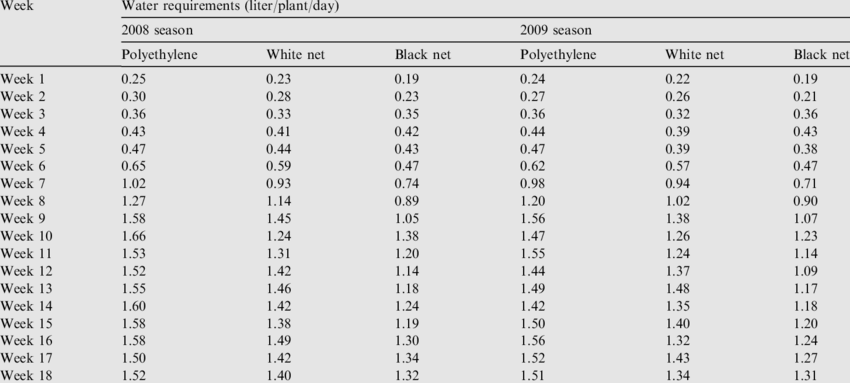 Week Water requirements (liter/plant/day)
2008 season 2009 season
Polyethylene White net Black net Polyethylene White net Black net
Week 1 0.25 0.23 0.19 0.24 0.22 0.19
Week 2 0.30 0.28 0.23 0.27 0.26 0.21
Week 3 0.36 0.33 0.35 0.36 0.32 0.36
Week 4 0.43 0.41 0.42 0.44 0.39 0.43
Week 5 0.47 0.44 0.43 0.47 0.39 0.38
Week 6 0.65 0.59 0.47 0.62 0.57 0.47
Week 7 1.02 0.93 0.74 0.98 0.94 0.71
Week 8 1.27 1.14 0.89 1.20 1.02 0.90
Week 9 1.58 1.45 1.05 1.56 1.38 1.07
Week 10 1.66 1.24 1.38 1.47 1.26 1.23
Week 11 1.53 1.31 1.20 1.55 1.24 1.14
Week 12 1.52 1.42 1.14 1.44 1.37 1.09
Week 13 1.55 1.46 1.18 1.49 1.48 1.17
Week 14 1.60 1.42 1.24 1.42 1.35 1.18
Week 15 1.58 1.38 1.19 1.50 1.40 1.20
Week 16 1.58 1.49 1.30 1.56 1.32 1.24
Week 17 1.50 1.42 1.34 1.52 1.43 1.27
Week 18 1.52 1.40 1.32 1.51 1.34 1.31